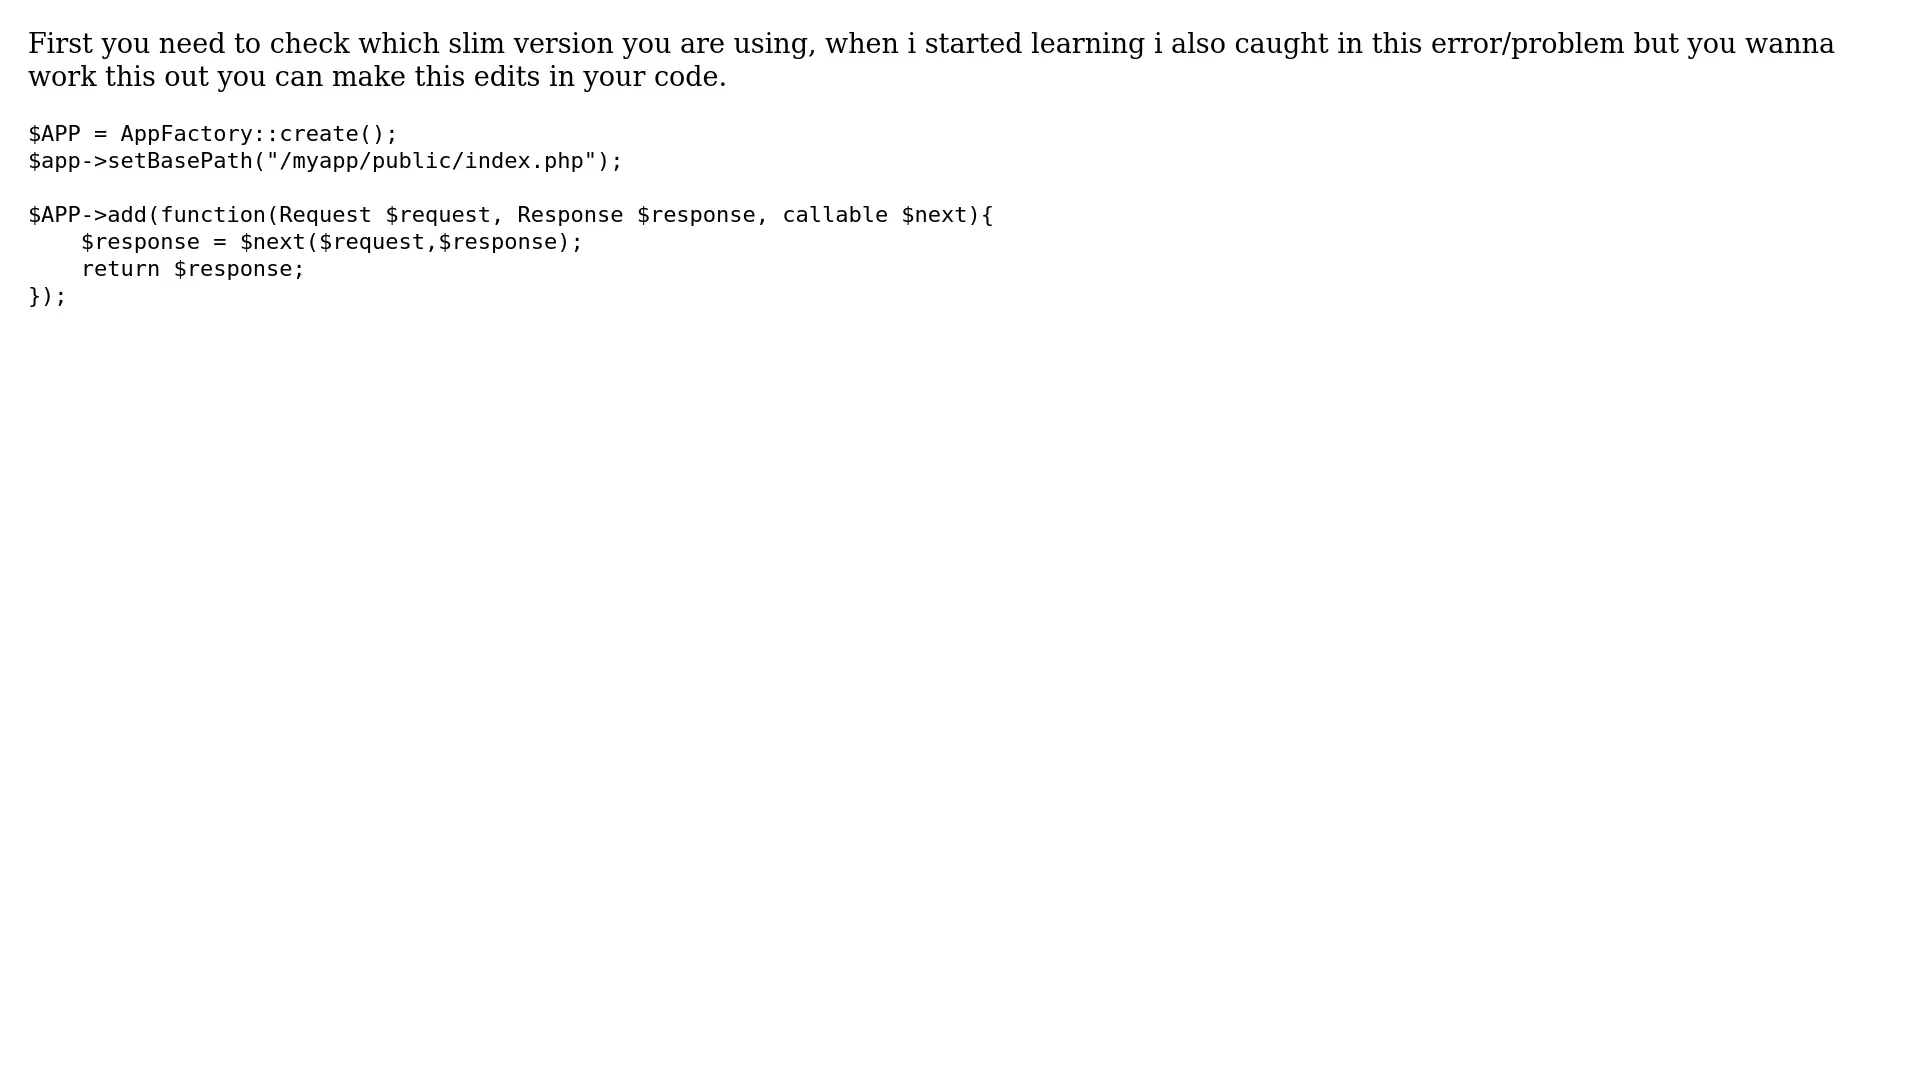 First you need to check which slim version you are using, when i started learning i also caught in this error/problem but you wanna
work this out you can make this edits in your code.
$APP = AppFactory::create();
$app->setBasePath("/myapp/public/index.php");
$APP->add(function(Request $request, Response $response, callable $next){
    $response = $next($request,$response);
    return $response;
});